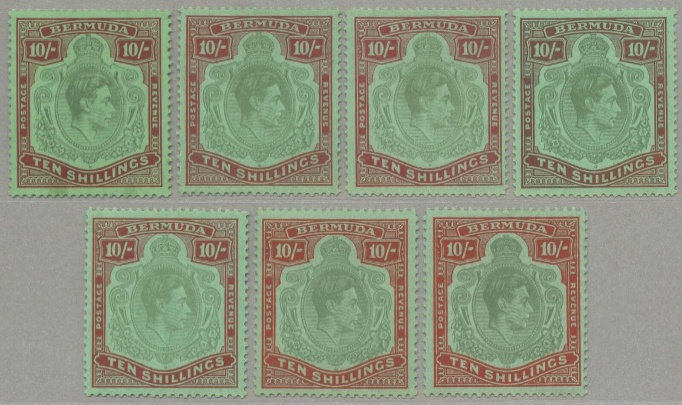 BERMUDA
10/- 10/-
POSTAGE REVENUE
TEN SHILLINGS
BERMUDA
10/- 10/-
POSTAGE REVENUE
TEN SHILLINGS
BERMUDA
10/- 10/-
POSTAGE REVENUE
TEN SHILLINGS
BERMUDA
10/- 10/-
POSTAGE REVENUE
TEN SHILLINGS
BERMUDA
10/- 10/-
POSTAGE REVENUE
TEN SHILLINGS
BERMUDA
10/- 10/-
POSTAGE REVENUE
TEN SHILLINGS
BERMUDA
10/- 10/-
POSTAGE REVENUE
TEN SHILLINGS